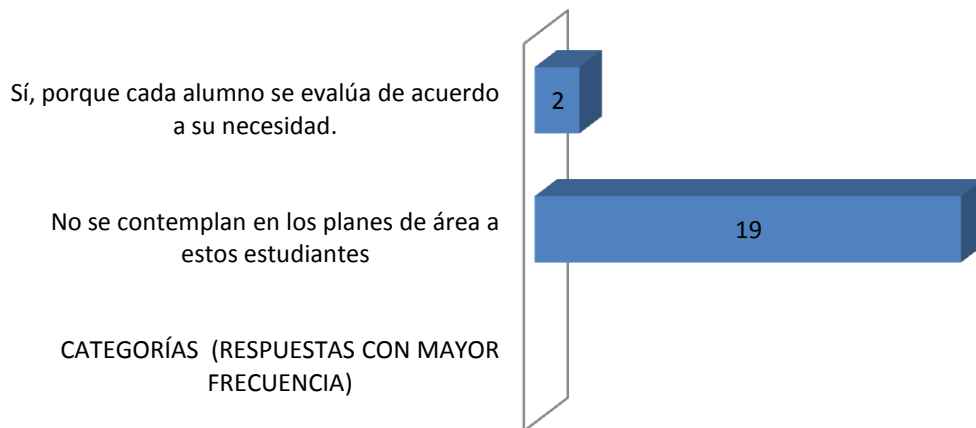 Sí, porque cada alumno se evalúa de acuerdo
a su necesidad.
2
No se contemplan en los planes de área a
estos estudiantes
19
CATEGORÍAS (RESPUESTAS CON MAYOR
FRECUENCIA)